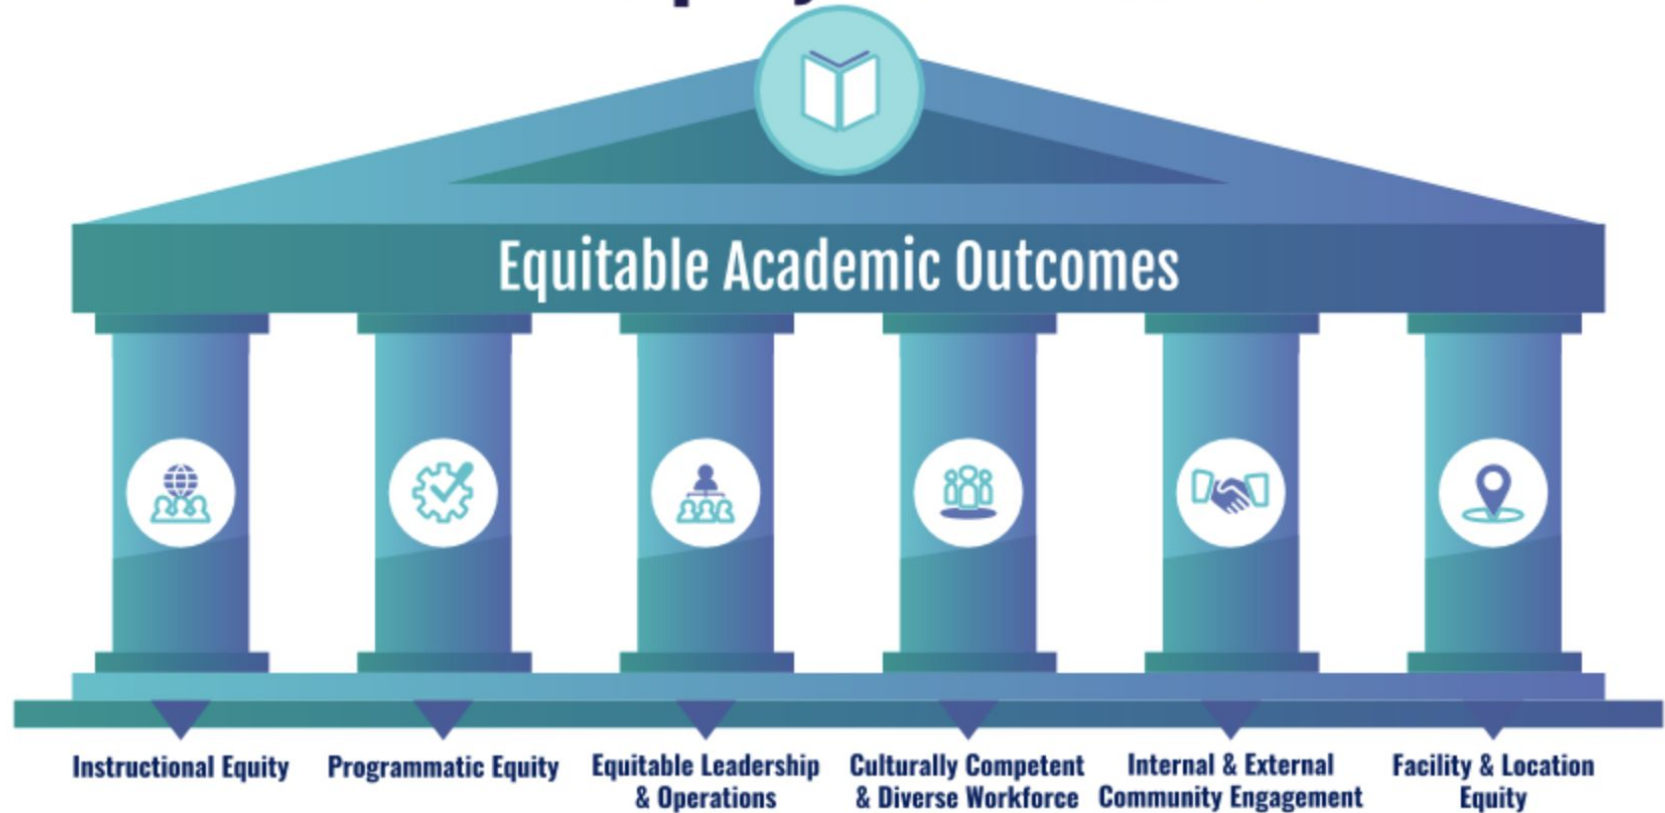 Equitable Academic Outcomes
Instructional Equity
Programmatic Equity
Equitable Leadership
& Operations
Culturally Competent
& Diverse Workforce
Internal & External
Community Engagement
Facility & Location
Equity